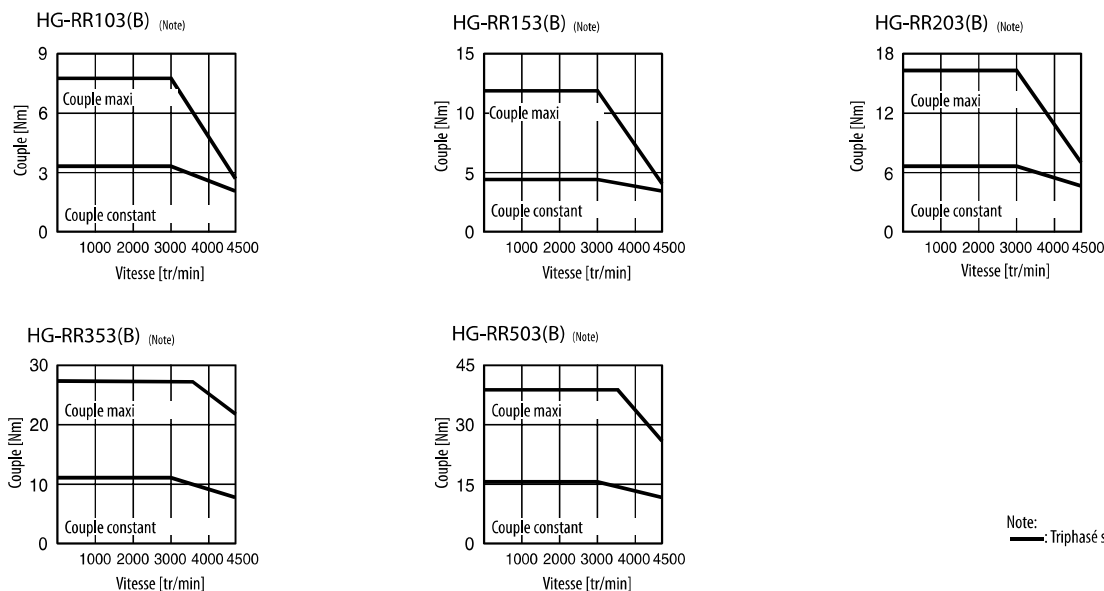 HG-RR103(B) (Note)
9
6
3
0
Couple [Nm]
Couple maxi
Couple constant
1000 2000 3000 4000 4500
Vitesse [tr/min]
HG-RR153(B) (Note)
15
10
5
0
Couple [Nm]
Couple maxi
Couple constant
1000 2000 3000 4000 4500
Vitesse [tr/min]
HG-RR203(B) (Note)
18
12
6
0
Couple [Nm]
Couple maxi
Couple constant
1000 2000 3000 4000 4500
Vitesse [tr/min]
HG-RR353(B) (Note)
30
20
10
0
Couple [Nm]
Couple maxi
Couple constant
1000 2000 3000 4000 4500
Vitesse [tr/min]
HG-RR503(B) (Note)
45
30
15
0
Couple [Nm]
Couple maxi
Couple constant
1000 2000 3000 4000 4500
Vitesse [tr/min]
Note:
: Triphasé s